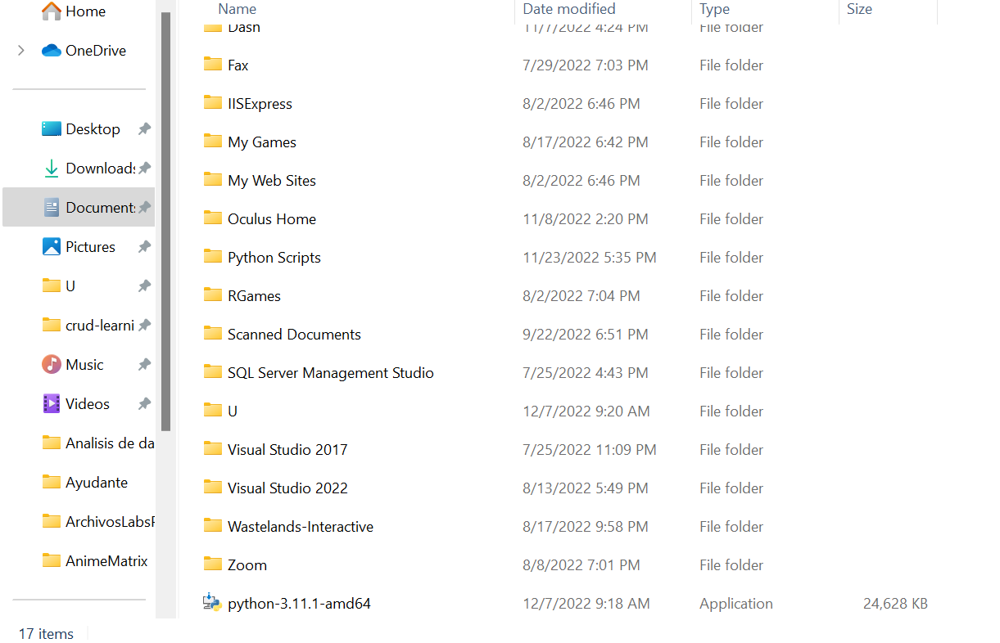 Home
OneDrive
Desktop
Downloads
Documents
Pictures
U
crud-learni
Music
Videos
Analisis de da
Ayudante
ArchivosLabsF
AnimeMatrix
17 items
Name Date modified Type Size
Dash 11/7/2022 4:24 PM File folder
Fax 7/29/2022 7:03 PM File folder
IISExpress 8/2/2022 6:46 PM File folder
My Games 8/17/2022 6:42 PM File folder
My Web Sites 8/2/2022 6:46 PM File folder
Oculus Home 11/8/2022 2:20 PM File folder
Python Scripts 11/23/2022 5:35 PM File folder
RGames 8/2/2022 7:04 PM File folder
Scanned Documents 9/22/2022 6:51 PM File folder
SQL Server Management Studio 7/25/2022 4:43 PM File folder
U 12/7/2022 9:20 AM File folder
Visual Studio 2017 7/25/2022 11:09 PM File folder
Visual Studio 2022 8/13/2022 5:49 PM File folder
Wastelands-Interactive 8/17/2022 9:58 PM File folder
Zoom 8/8/2022 7:01 PM File folder
python-3.11.1-amd64 12/7/2022 9:18 AM Application 24,628 KB